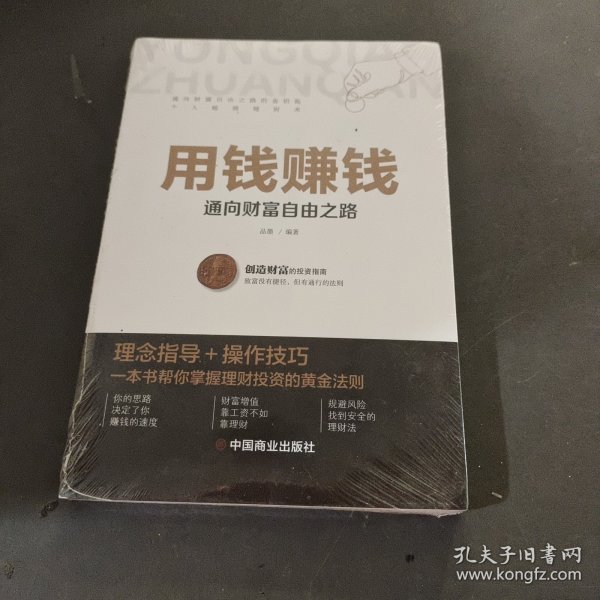 YONGQIAN
ZHUANQIAN
用钱赚钱
通向财富自由之路
品墨 / 编著
创造财富的投资指南
致富没有捷径，但有通行的法则
理念指导+操作技巧
一本书帮你掌握理财投资的黄金法则
你的思路
决定了你
赚钱的速度
财富增值
靠工资不如
靠理财
规避风险
找到安全的
理财法
中国商业出版社
孔夫子旧书网
www.kongfz.com